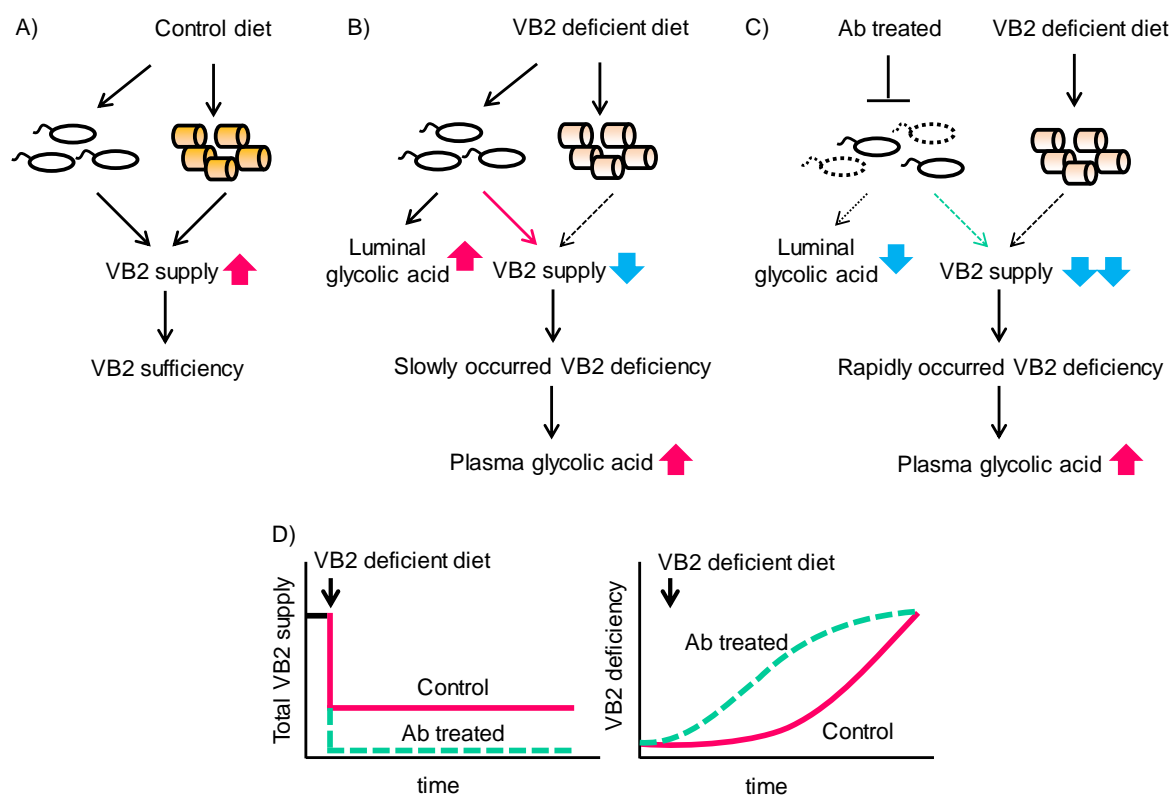 A)
Control diet
VB2 supply
VB2 sufficiency
B)
VB2 deficient diet
Luminal
glycolic acid
VB2 supply
Slowly occurred VB2 deficiency
Plasma glycolic acid
C)
Ab treated
VB2 deficient diet
Luminal
glycolic acid
VB2 supply
Rapidly occurred VB2 deficiency
Plasma glycolic acid
D)
VB2 deficient diet
Total VB2 supply
Control
Ab treated
time
VB2 deficient diet
VB2 deficiency
Ab treated
Control
time